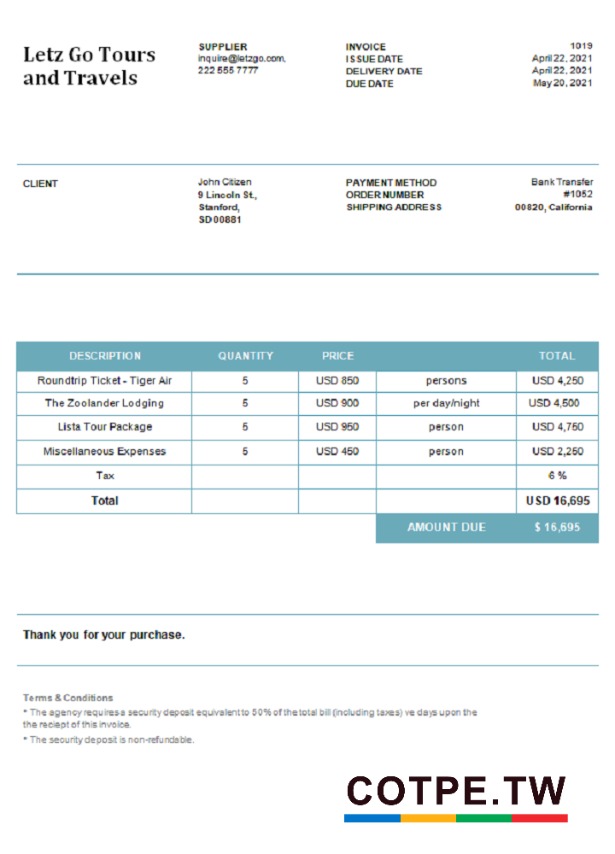 Letz Go Tours
and Travels
SUPPLIER
inquire@letzgo.com,
222 555 7777
INVOICE 1019
ISSUE DATE April 22, 2021
DELIVERY DATE April 22, 2021
DUE DATE May 20, 2021
CLIENT
John Citizen
9 Lincoln St.,
Stanford,
SD 00881
PAYMENT METHOD Bank Transfer
ORDER NUMBER #1052
SHIPPING ADDRESS 00820, California
DESCRIPTION QUANTITY PRICE TOTAL
Roundtrip Ticket - Tiger Air 5 USD 850 persons USD 4,250
The Zoolander Lodging 5 USD 900 per day/night USD 4,500
Lista Tour Package 5 USD 950 person USD 4,750
Miscellaneous Expenses 5 USD 450 person USD 2,250
Tax 6 %
Total USD 16,695
AMOUNT DUE $ 16,695
Thank you for your purchase.
Terms & Conditions
* The agency requires a security deposit equivalent to 50% of the total bill (including taxes) ve days upon the
the reciept of this invoice.
* The security deposit is non-refundable.
COTPE.TW